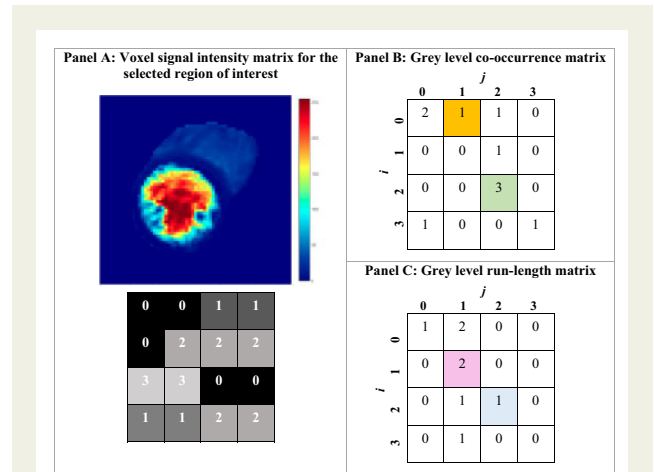 Panel A: Voxel signal intensity matrix for the
selected region of interest
0 0 1 1
0 2 2 2
3 3 0 0
1 1 2 2
Panel B: Grey level co-occurrence matrix
j
0 1 2 3
i
0 2 1 1 0
1 0 0 1 0
2 0 0 3 0
3 1 0 0 1
Panel C: Grey level run-length matrix
j
0 1 2 3
i
0 1 2 0 0
1 0 2 0 0
2 0 1 1 0
3 0 1 0 0